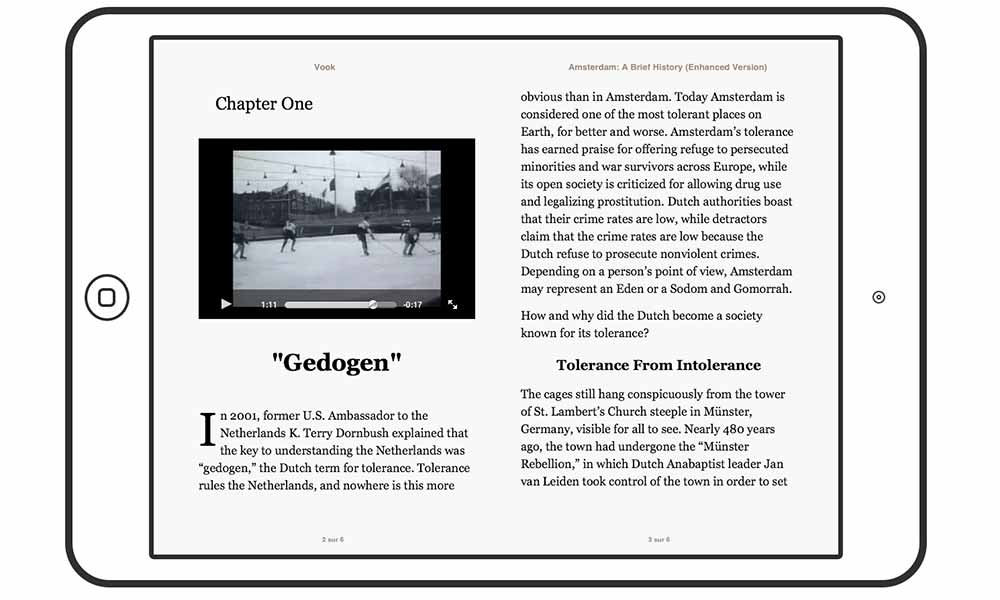 Vook
Chapter One
1:11
-0:17
"Gedogen"
In 2001, former U.S. Ambassador to the
Netherlands K. Terry Dornbush explained that
the key to understanding the Netherlands was
“gedogen,” the Dutch term for tolerance. Tolerance
rules the Netherlands, and nowhere is this more
2 sur 6
Amsterdam: A Brief History (Enhanced Version)
obvious than in Amsterdam. Today Amsterdam is
considered one of the most tolerant places on
Earth, for better and worse. Amsterdam’s tolerance
has earned praise for offering refuge to persecuted
minorities and war survivors across Europe, while
its open society is criticized for allowing drug use
and legalizing prostitution. Dutch authorities boast
that their crime rates are low, while detractors
claim that the crime rates are low because the
Dutch refuse to prosecute nonviolent crimes.
Depending on a person’s point of view, Amsterdam
may represent an Eden or a Sodom and Gomorrah.
How and why did the Dutch become a society
known for its tolerance?
Tolerance From Intolerance
The cages still hang conspicuously from the tower
of St. Lambert’s Church steeple in Münster,
Germany, visible for all to see. Nearly 480 years
ago, the town had undergone the “Münster
Rebellion,” in which Dutch Anabaptist leader Jan
van Leiden took control of the town in order to set
3 sur 6